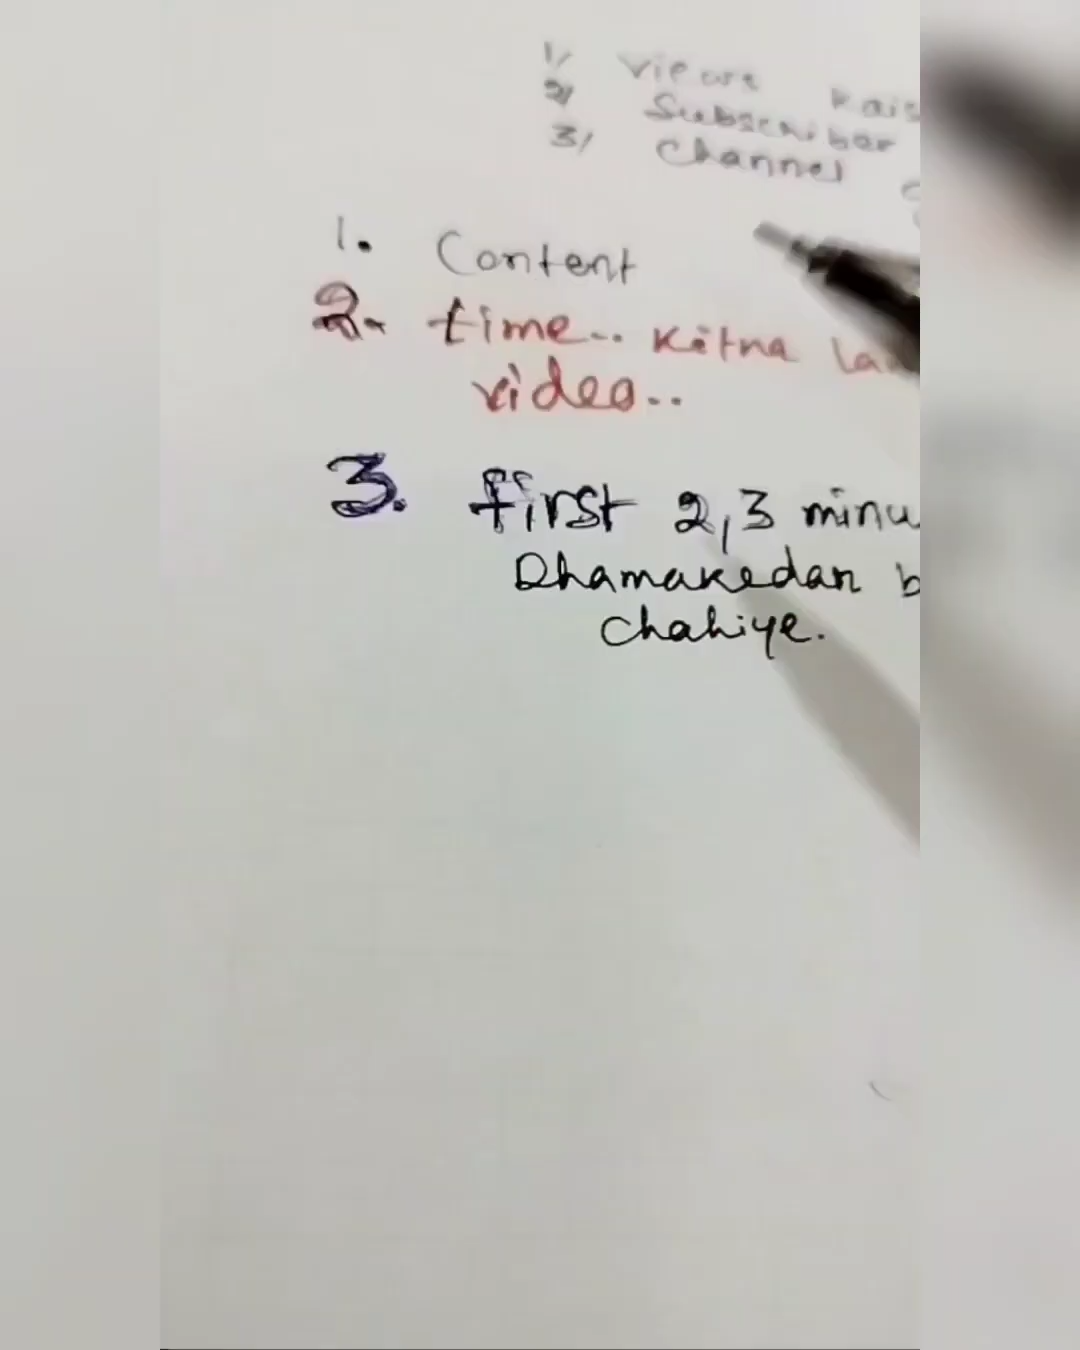 1) Views
2) Subscriber
3) Channel
1. Content
2. time.. Kitna
video..
3. first 2,3
Dhamakedar
chahiye.